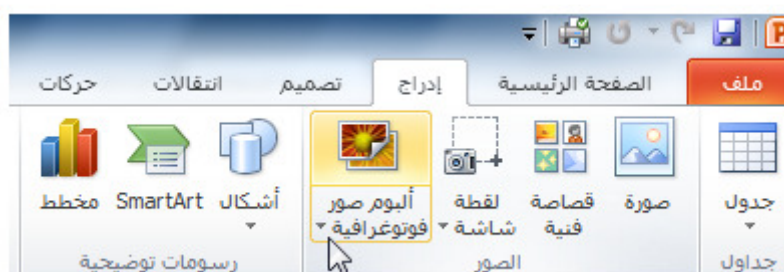 ملف الصفحة الرئيسية إدراج تصميم انتقالات حركات
جدول صورة قصاصة لقطة ألبوم صور أشكال SmartArt مخطط
فنية شاشة فوتوغرافية
جداول الصور رسومات توضيحية